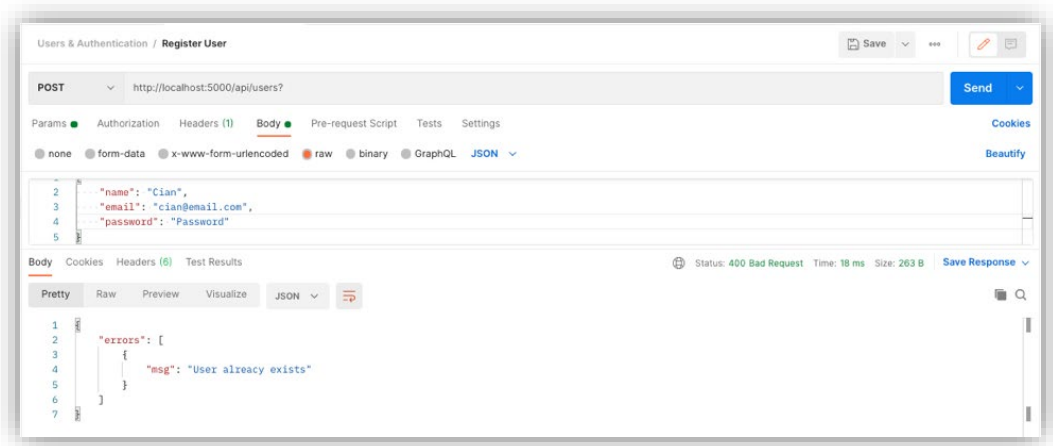 Users & Authentication / Register User
Save
POST http://localhost:5000/api/users? Send
Params Authorization Headers (1) Body Pre-request Script Tests Settings Cookies
none form-data x-www-form-urlencoded raw binary GraphQL JSON Beautify
2 "name": "Cian",
3 "email": "cian@email.com",
4 "password": "Password"
5
Body Cookies Headers (6) Test Results Status: 400 Bad Request Time: 18 ms Size: 263 B Save Response
Pretty Raw Preview Visualize JSON
1
2 "errors": [
3 {
4 "msg": "User alreacy exists"
5 }
6 ]
7